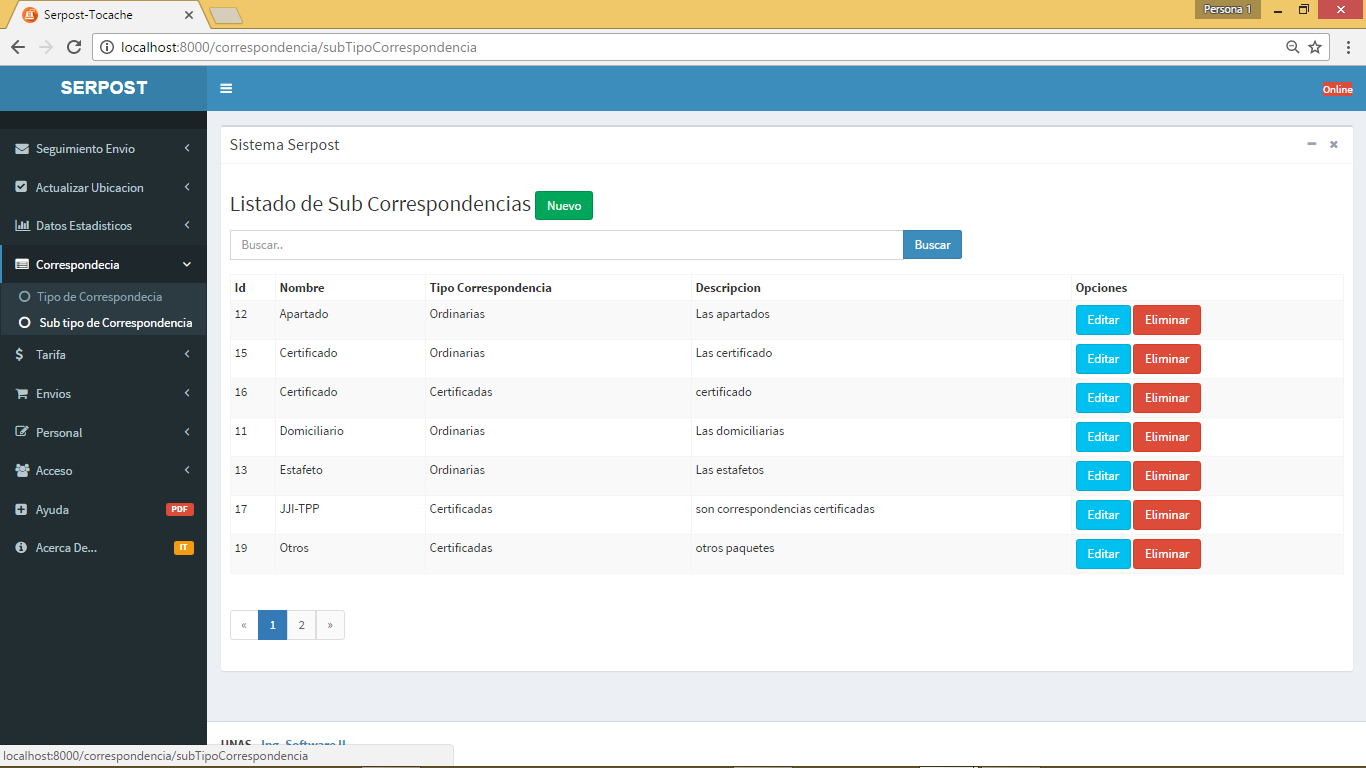 Serpost-Tocache
Persona 1
localhost:8000/correspondencia/subTipoCorrespondencia
SERPOST
Online
Seguimiento Envio
Actualizar Ubicacion
Datos Estadisticos
Correspondecia
Tipo de Correspondecia
Sub tipo de Correspondencia
Tarifa
Envios
Personal
Acceso
Ayuda PDF
Acerca De... IT
Sistema Serpost
Listado de Sub Correspondencias Nuevo
Buscar.. Buscar
Id Nombre Tipo Correspondencia Descripcion Opciones
12 Apartado Ordinarias Las apartados Editar Eliminar
15 Certificado Ordinarias Las certificado Editar Eliminar
16 Certificado Certificadas certificado Editar Eliminar
11 Domiciliario Ordinarias Las domiciliarias Editar Eliminar
13 Estafeto Ordinarias Las estafetos Editar Eliminar
17 JJI-TPP Certificadas son correspondencias certificadas Editar Eliminar
19 Otros Certificadas otros paquetes Editar Eliminar
« 1 2 »
UNAS - Ing. Software II
localhost:8000/correspondencia/subTipoCorrespondencia